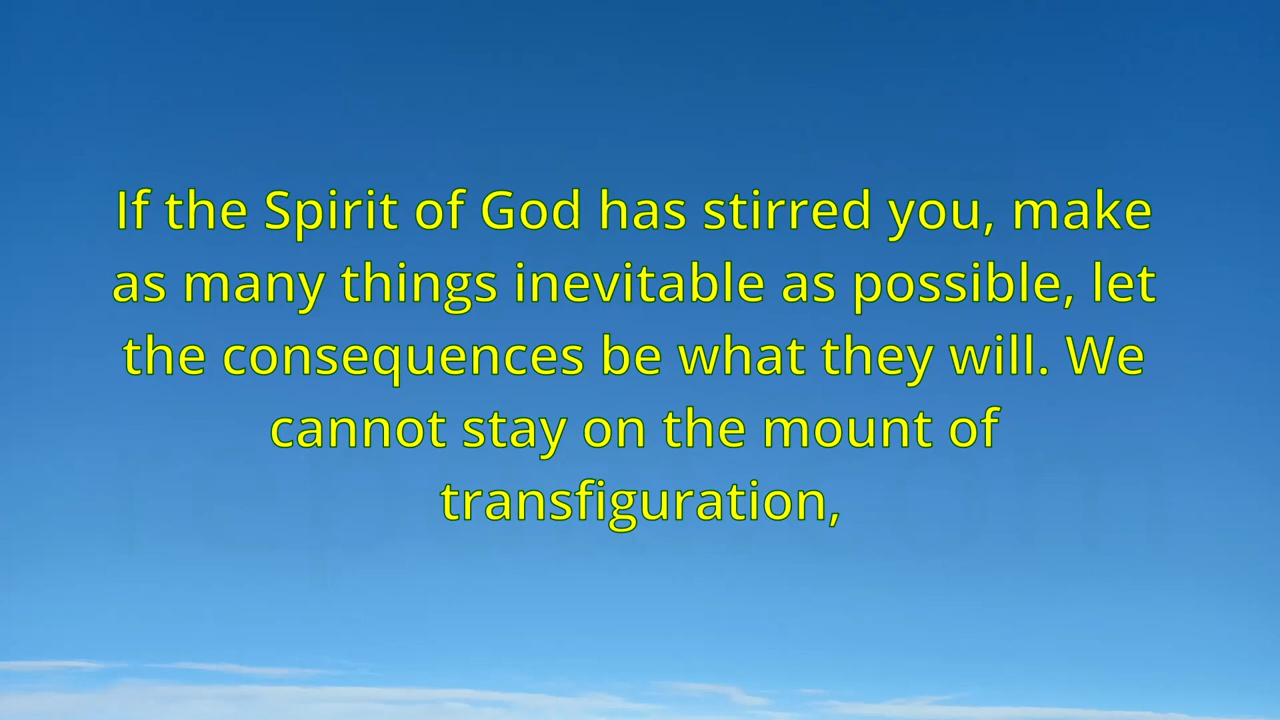 If the Spirit of God has stirred you, make
as many things inevitable as possible, let
the consequences be what they will. We
cannot stay on the mount of
transfiguration,